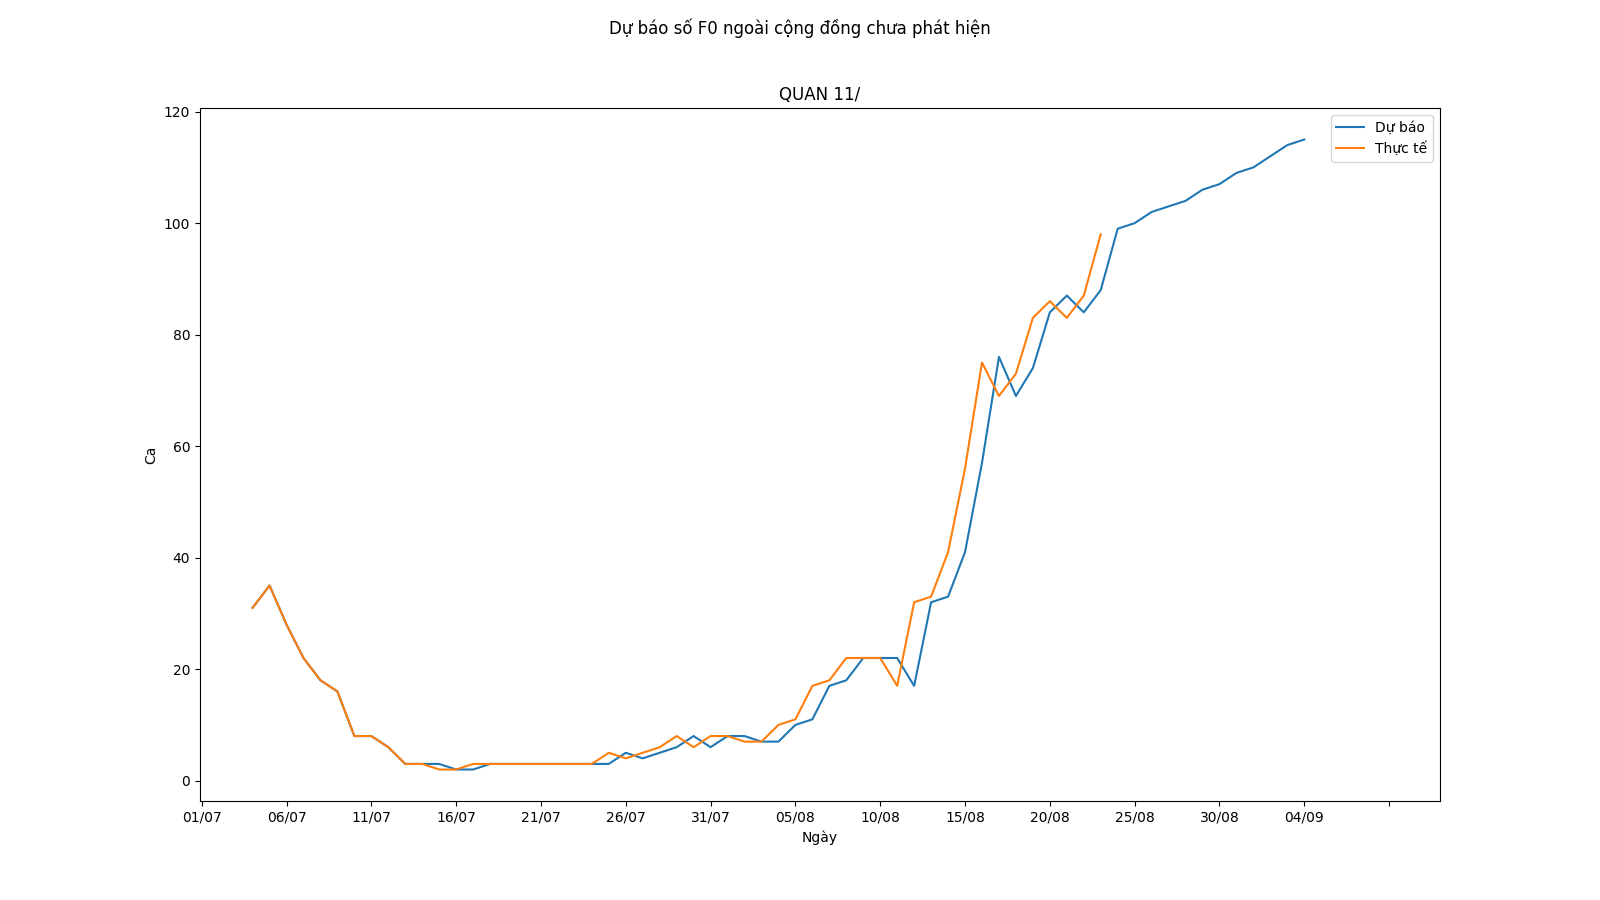 Dự báo số F0 ngoài cộng đồng chưa phát hiện
QUAN 11/
Dự báo
Thực tế
120
100
80
60
40
20
0
Ca
01/07 06/07 11/07 16/07 21/07 26/07 31/07 05/08 10/08 15/08 20/08 25/08 30/08 04/09
Ngày